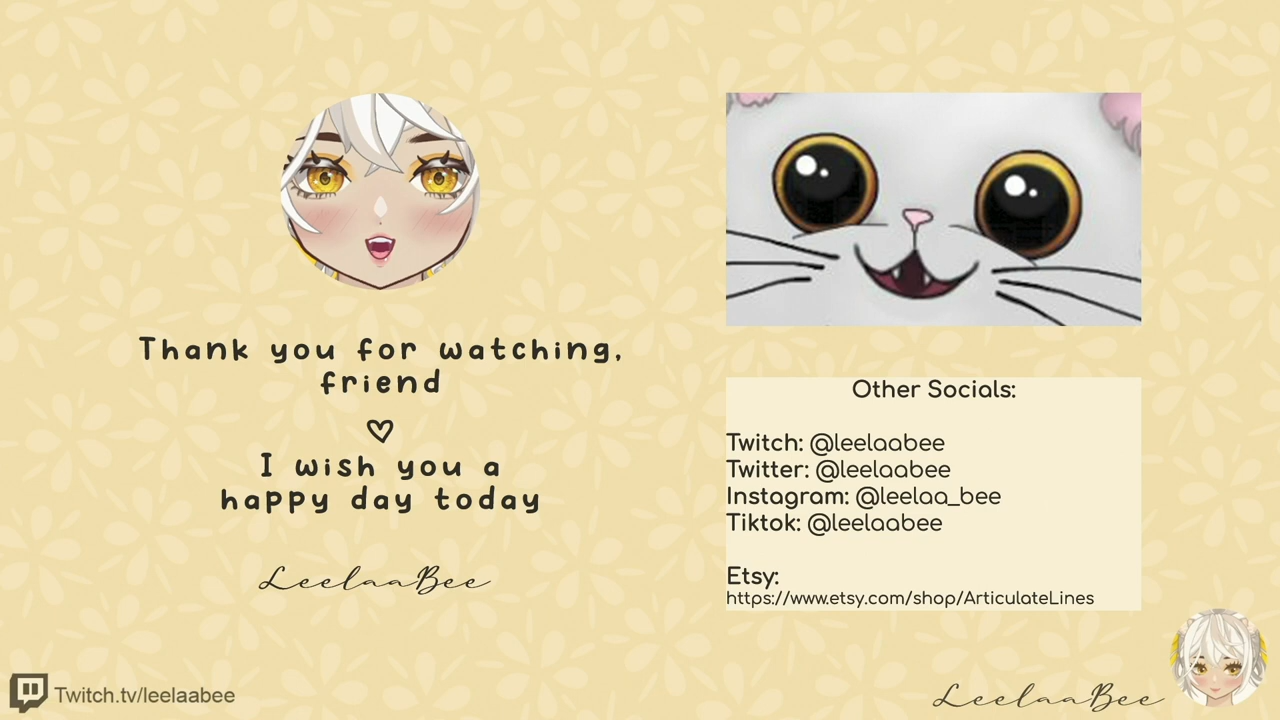 Thank you for watching,
friend
I wish you a
happy day today
LeelaaBee
Other Socials:
Twitch: @leelaabee
Twitter: @leelaabee
Instagram: @leelaa_bee
Tiktok: @leelaabee
Etsy:
https://www.etsy.com/shop/ArticulateLines
Twitch.tv/leelaabee
LeelaaBee